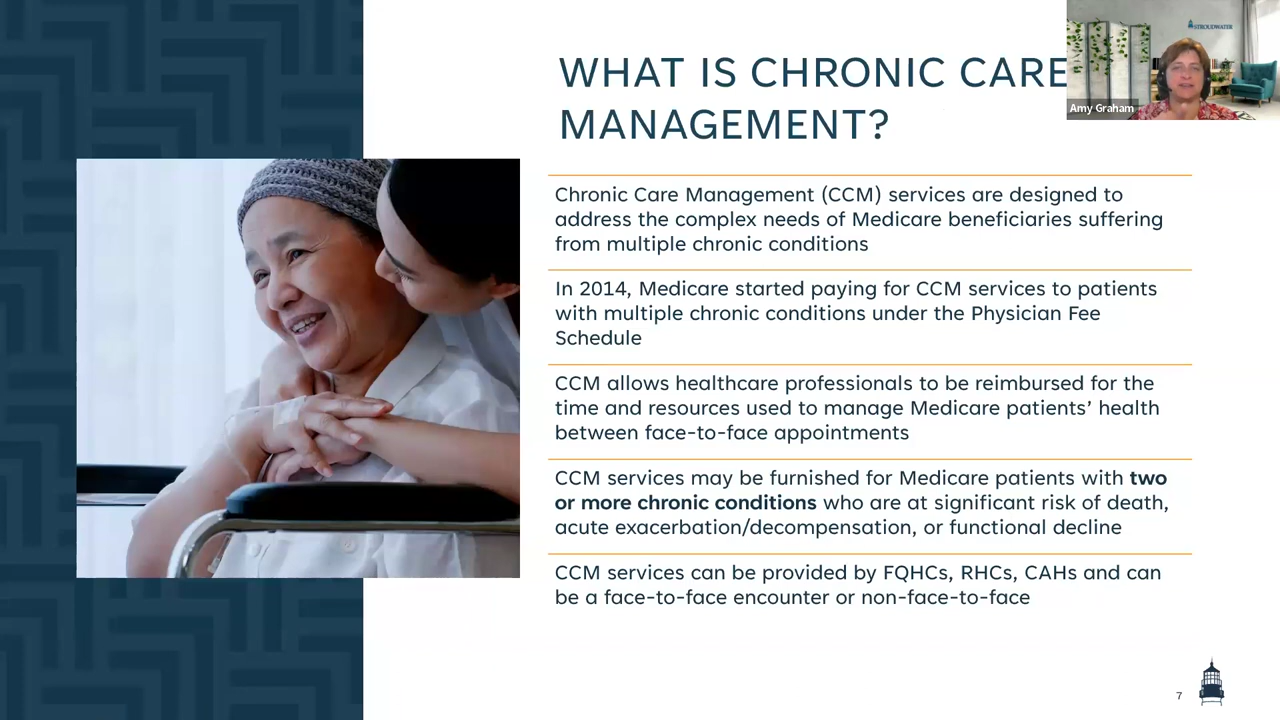 STROUDWATER
Amy Graham
WHAT IS CHRONIC CARE
MANAGEMENT?
Chronic Care Management (CCM) services are designed to
address the complex needs of Medicare beneficiaries suffering
from multiple chronic conditions
In 2014, Medicare started paying for CCM services to patients
with multiple chronic conditions under the Physician Fee
Schedule
CCM allows healthcare professionals to be reimbursed for the
time and resources used to manage Medicare patients’ health
between face-to-face appointments
CCM services may be furnished for Medicare patients with two
or more chronic conditions who are at significant risk of death,
acute exacerbation/decompensation, or functional decline
CCM services can be provided by FQHCs, RHCs, CAHs and can
be a face-to-face encounter or non-face-to-face
7